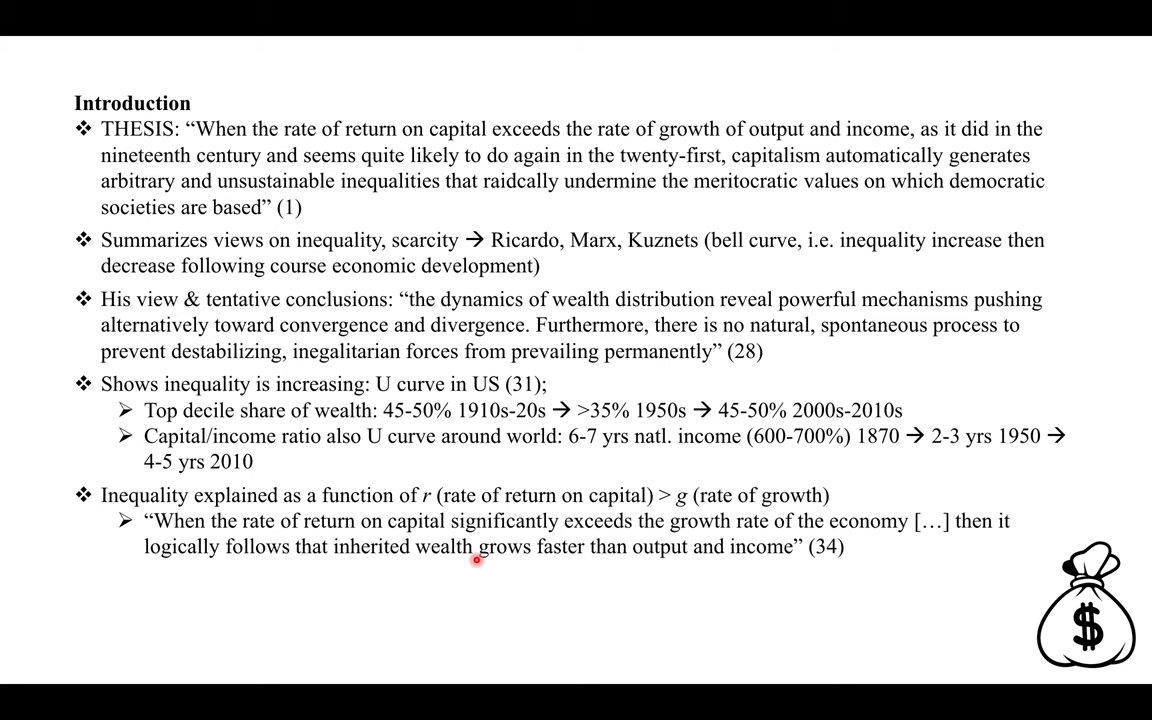 Introduction
❖ THESIS: “When the rate of return on capital exceeds the rate of growth of output and income, as it did in the
nineteenth century and seems quite likely to do again in the twenty-first, capitalism automatically generates
arbitrary and unsustainable inequalities that raidcally undermine the meritocratic values on which democratic
societies are based” (1)
❖ Summarizes views on inequality, scarcity → Ricardo, Marx, Kuznets (bell curve, i.e. inequality increase then
decrease following course economic development)
❖ His view & tentative conclusions: “the dynamics of wealth distribution reveal powerful mechanisms pushing
alternatively toward convergence and divergence. Furthermore, there is no natural, spontaneous process to
prevent destabilizing, inegalitarian forces from prevailing permanently” (28)
❖ Shows inequality is increasing: U curve in US (31);
➢ Top decile share of wealth: 45-50% 1910s-20s → >35% 1950s → 45-50% 2000s-2010s
➢ Capital/income ratio also U curve around world: 6-7 yrs natl. income (600-700%) 1870 → 2-3 yrs 1950 →
4-5 yrs 2010
❖ Inequality explained as a function of r (rate of return on capital) > g (rate of growth)
➢ “When the rate of return on capital significantly exceeds the growth rate of the economy […] then it
logically follows that inherited wealth grows faster than output and income” (34)
$